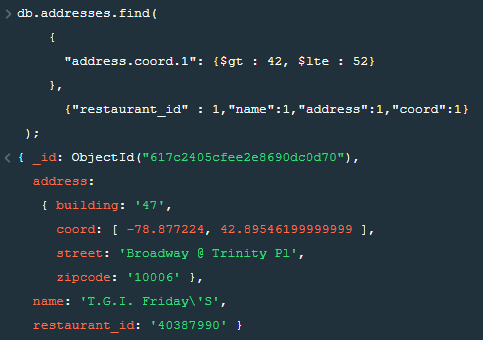 > db.addresses.find(
{
"address.coord.1": {$gt : 42, $lte : 52}
},
{"restaurant_id" : 1,"name":1,"address":1,"coord":1}
);
< { _id: ObjectId("617c2405cfee2e8690dc0d70"),
address:
{ building: '47',
coord: [ -78.877224, 42.89546199999999 ],
street: 'Broadway @ Trinity Pl',
zipcode: '10006' },
name: 'T.G.I. Friday\'S',
restaurant_id: '40387990' }